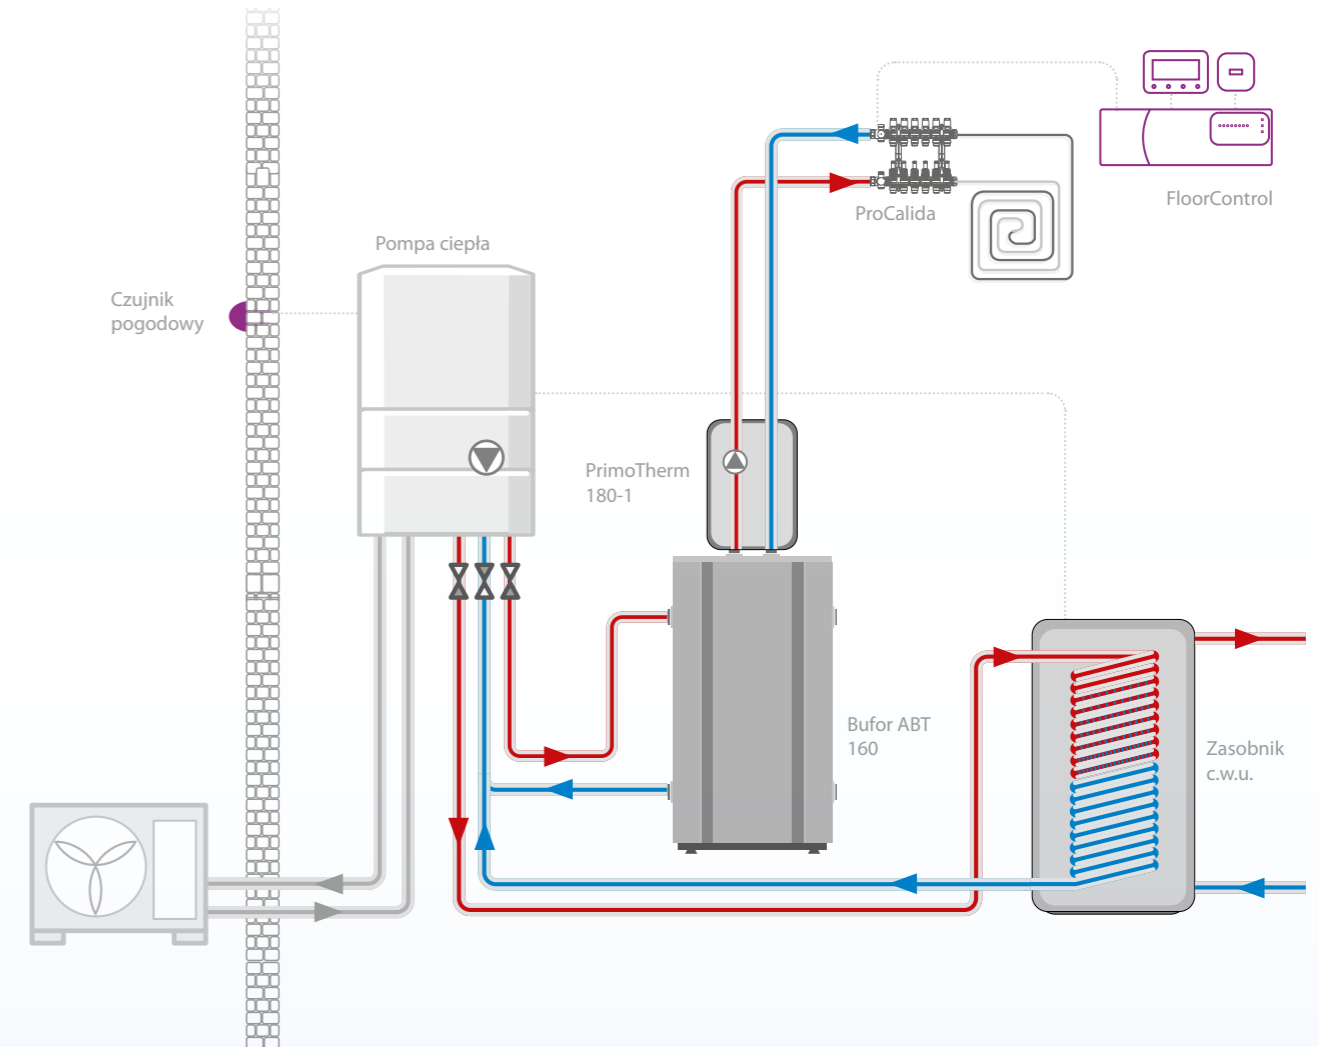 FloorControl
ProCalida
Pompa ciepła
Czujnik
pogodowy
PrimoTherm
180-1
Bufor ABT
160
Zasobnik
c.w.u.